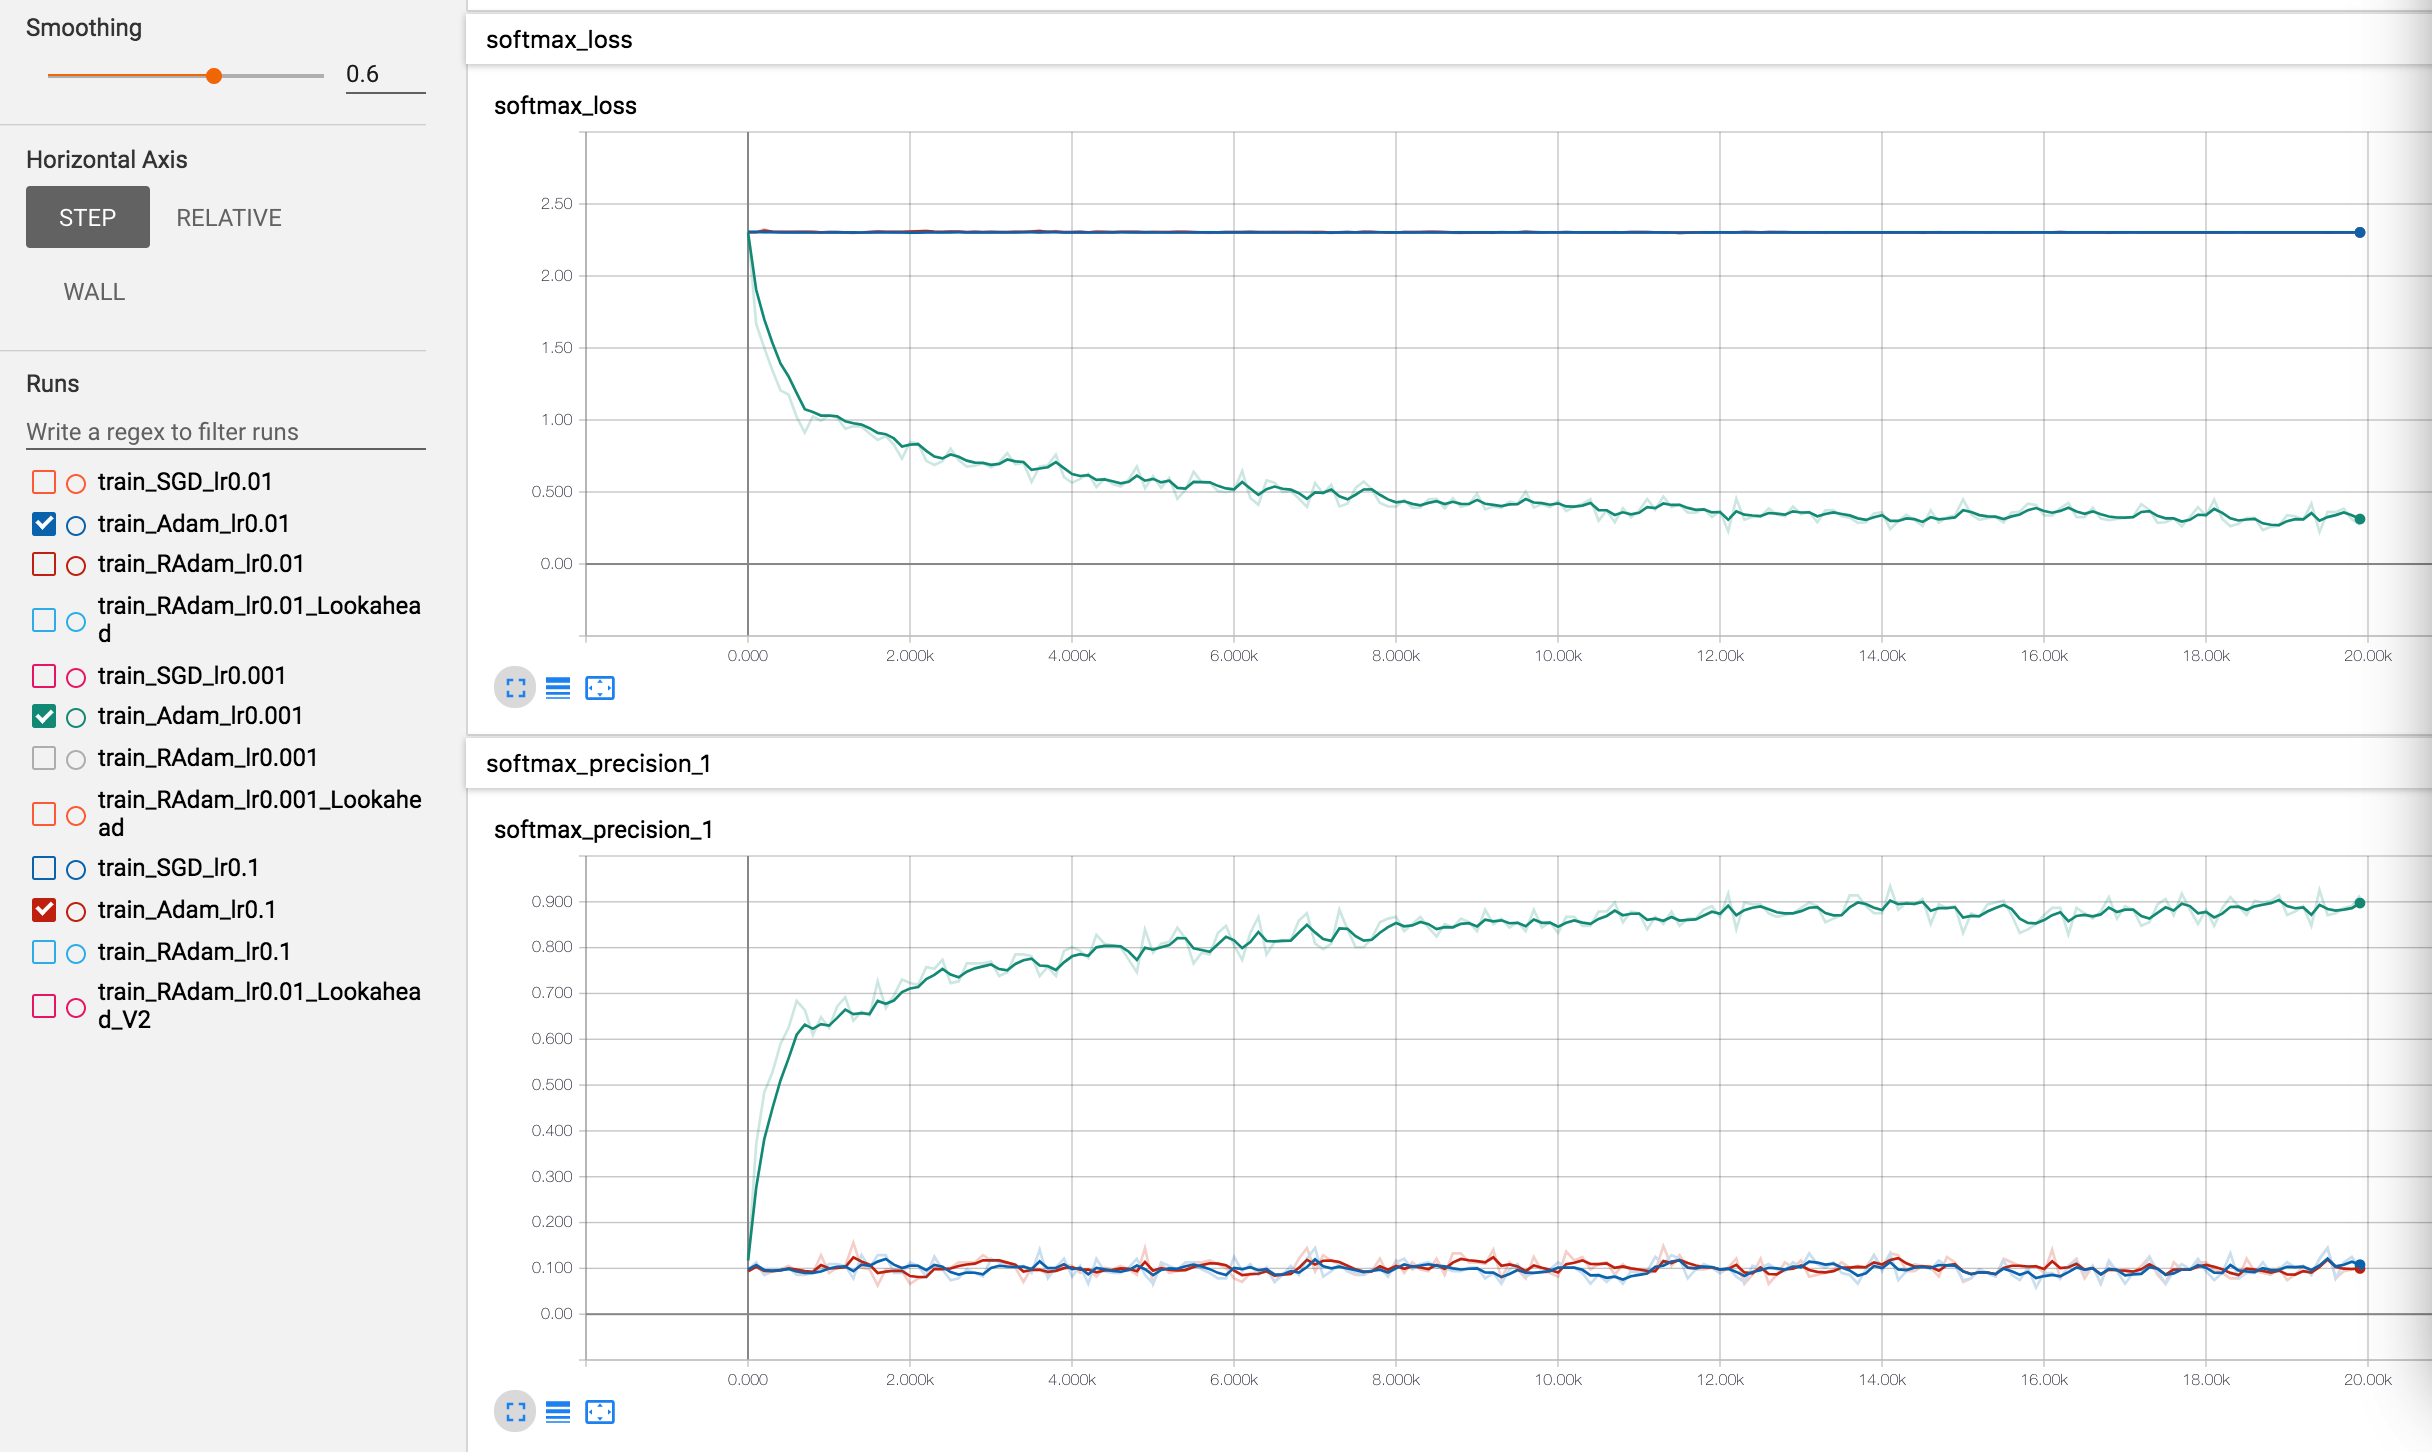 Smoothing
0.6
Horizontal Axis
STEP RELATIVE
WALL
Runs
Write a regex to filter runs
train_SGD_lr0.01
train_Adam_lr0.01
train_RAdam_lr0.01
train_RAdam_lr0.01_Lookahea
d
train_SGD_lr0.001
train_Adam_lr0.001
train_RAdam_lr0.001
train_RAdam_lr0.001_Lookahe
ad
train_SGD_lr0.1
train_Adam_lr0.1
train_RAdam_lr0.1
train_RAdam_lr0.01_Lookahea
d_V2
softmax_loss
softmax_loss
2.50
2.00
1.50
1.00
0.500
0.00
0.000 2.000k 4.000k 6.000k 8.000k 10.00k 12.00k 14.00k 16.00k 18.00k 20.00k
softmax_precision_1
softmax_precision_1
0.900
0.800
0.700
0.600
0.500
0.400
0.300
0.200
0.100
0.00
0.000 2.000k 4.000k 6.000k 8.000k 10.00k 12.00k 14.00k 16.00k 18.00k 20.00k